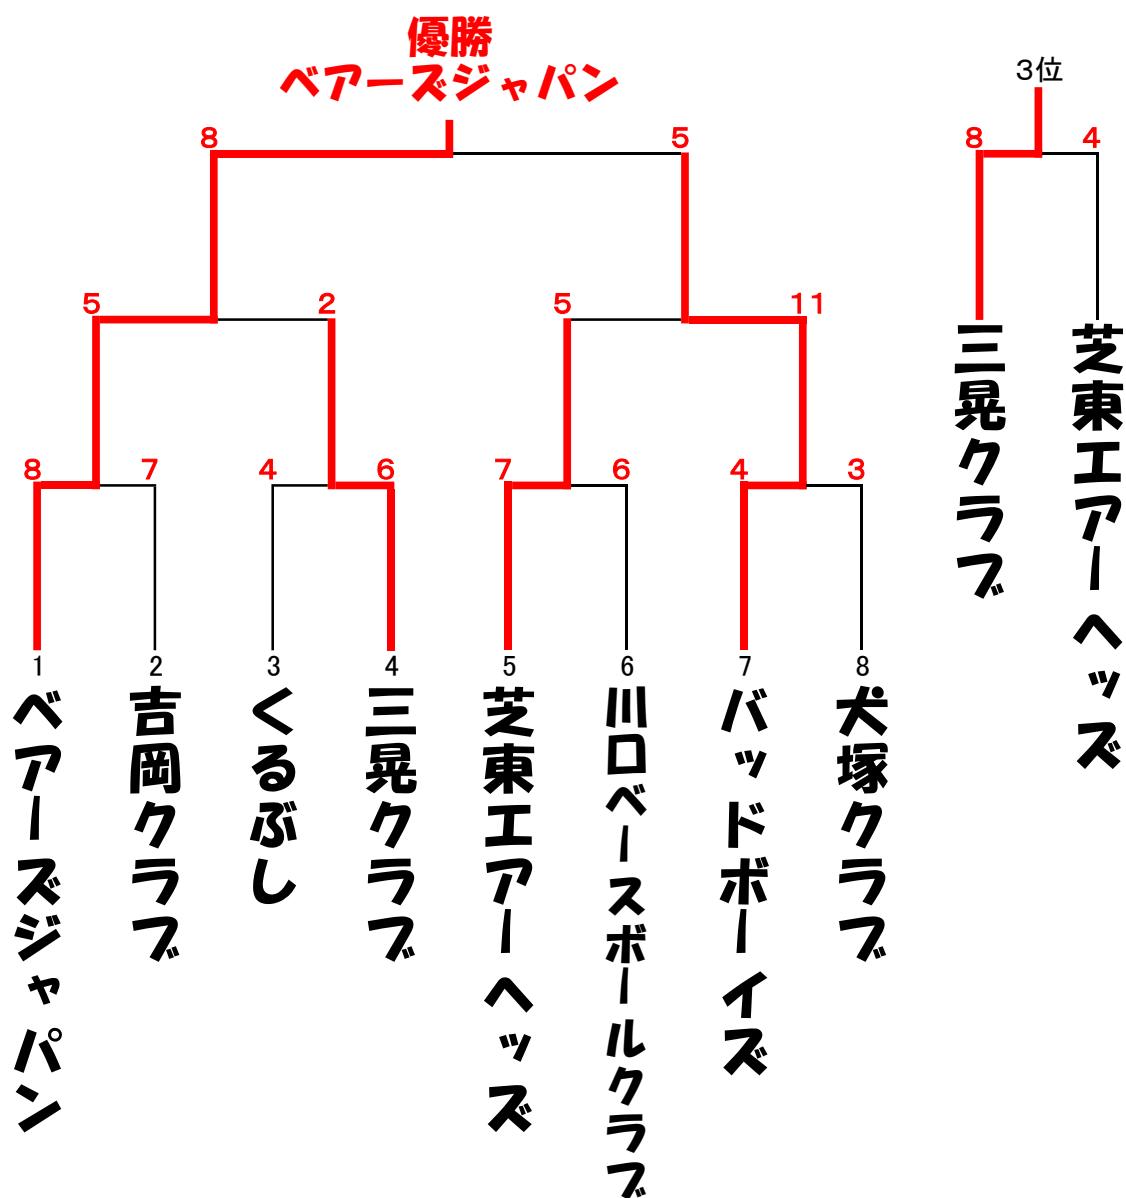 優勝
ベアーズジャパン
3位
8
5
8
4
5
2
5
11
三晃クラブ
芝東エアーヘッズ
8
7
4
6
7
6
4
3
1
2
3
4
5
6
7
8
ベアーズジャパン
吉岡クラブ
くるぶし
三晃クラブ
芝東エアーヘッズ
川口ベースボールクラブ
バッドボーイズ
犬塚クラブ